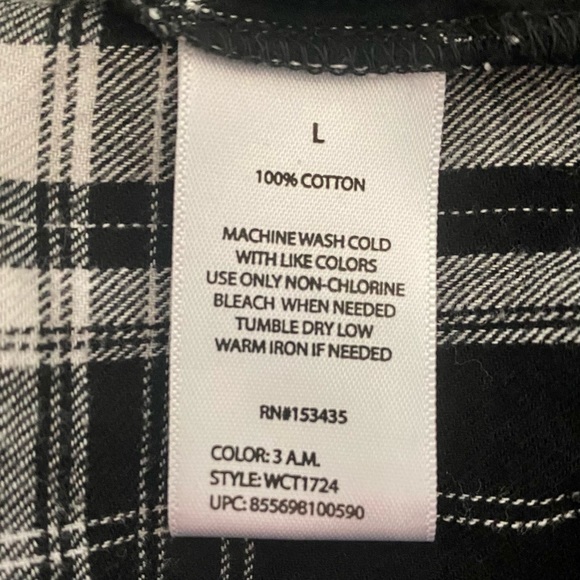 L
100% COTTON
MACHINE WASH COLD
WITH LIKE COLORS
USE ONLY NON-CHLORINE
BLEACH WHEN NEEDED
TUMBLE DRY LOW
WARM IRON IF NEEDED
RN#153435
COLOR: 3 A.M.
STYLE: WCT1724
UPC: 855698100590